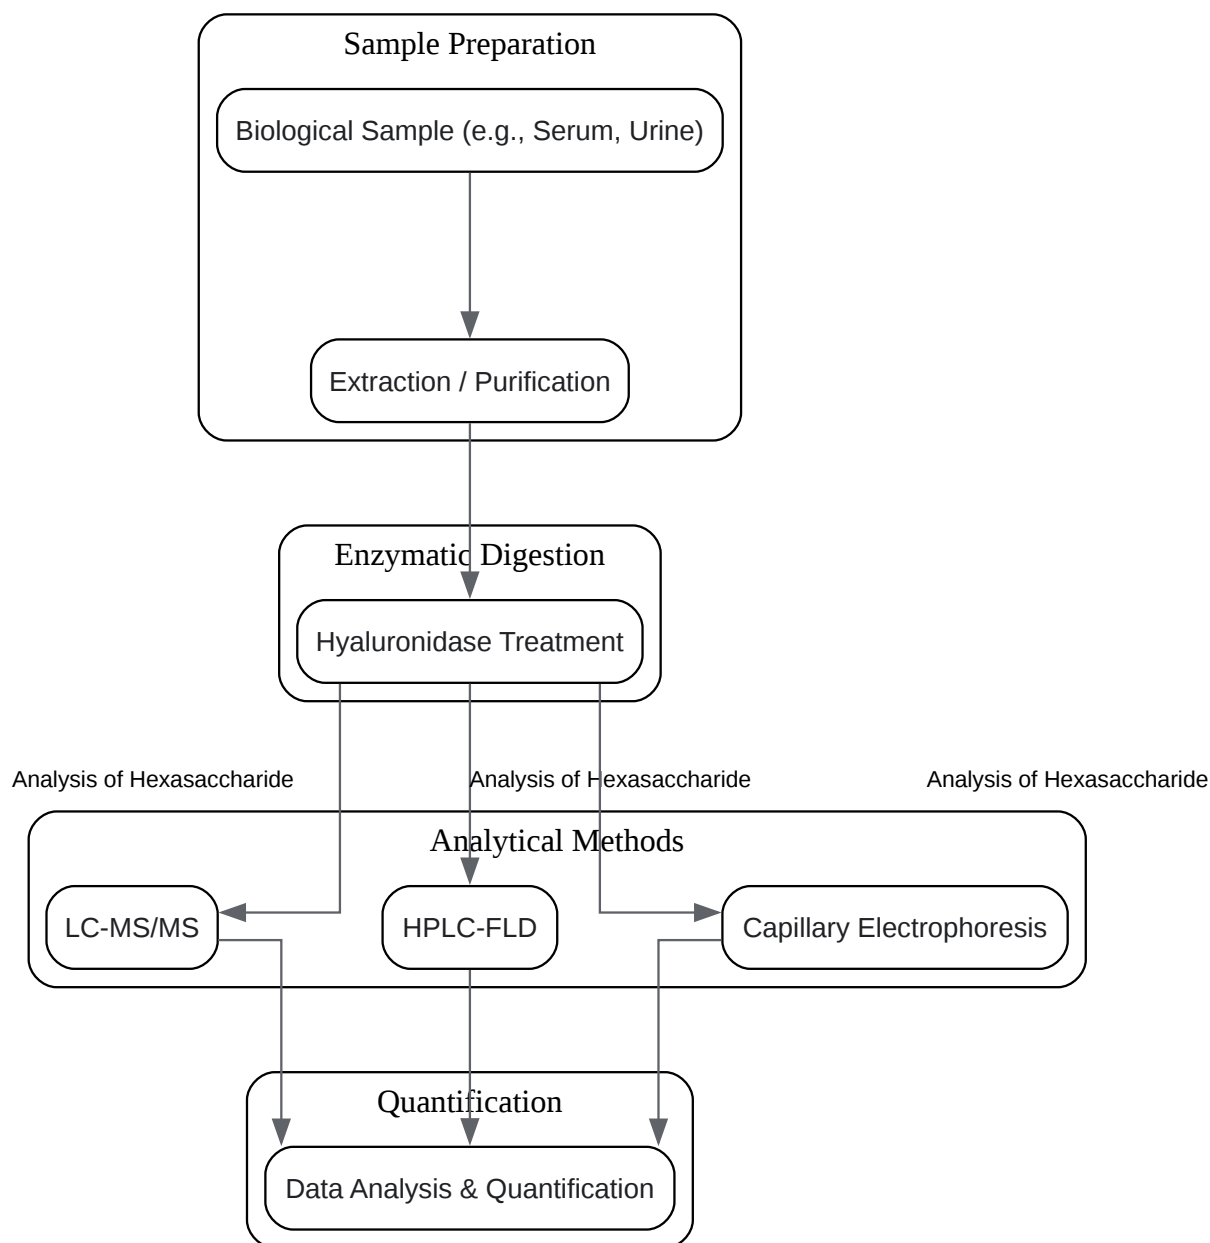 Sample Preparation
Biological Sample (e.g., Serum, Urine)
Extraction / Purification
Enzymatic Digestion
Hyaluronidase Treatment
Analysis of Hexasaccharide
Analysis of Hexasaccharide
Analysis of Hexasaccharide
Analytical Methods
LC-MS/MS
HPLC-FLD
Capillary Electrophoresis
Quantification
Data Analysis & Quantification